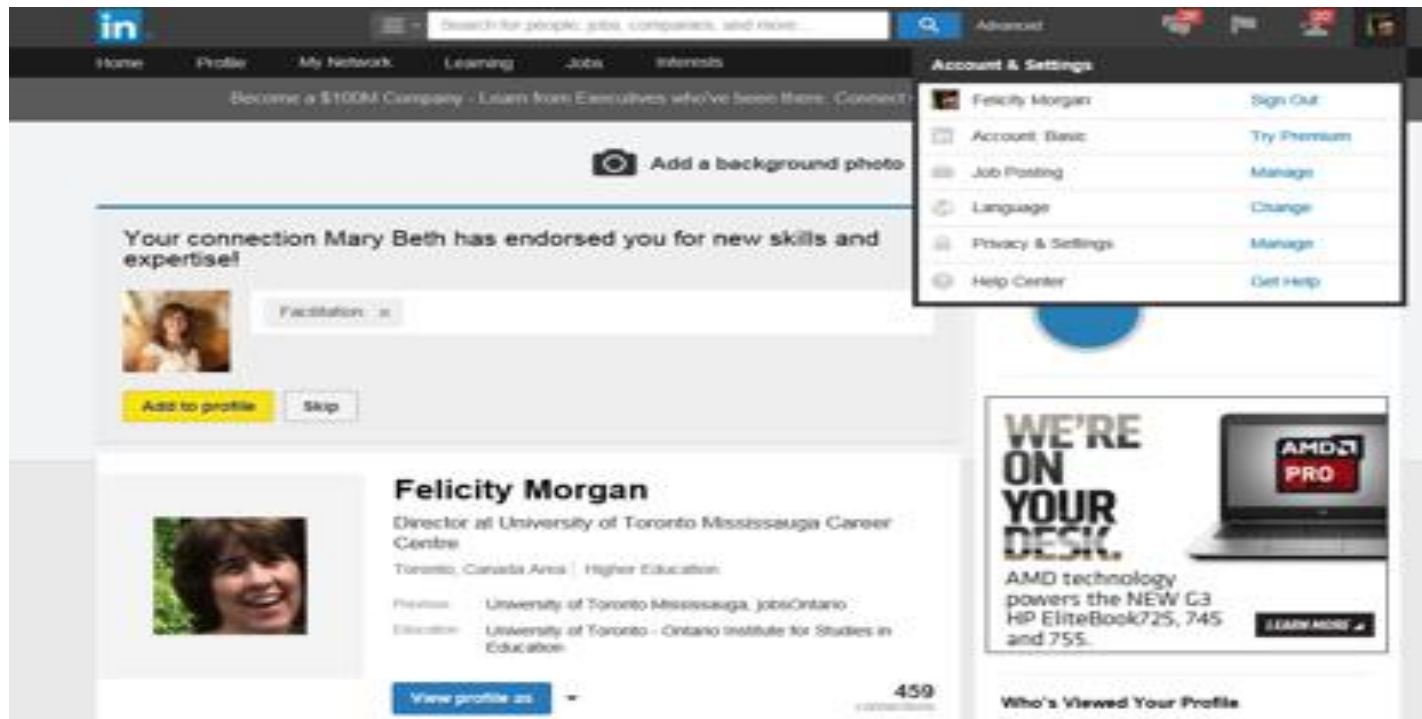 in
Search for people, jobs, companies, and more...
Advanced
Home Profile My Network Learning Jobs Interests
Account & Settings
Become a $100M Company - Learn from Executives who've been there. Connect
Felicity Morgan Sign Out
Account: Basic Try Premium
Job Posting Manage
Language Change
Privacy & Settings Manage
Help Center Get Help
Add a background photo
Your connection Mary Beth has endorsed you for new skills and
expertise!
Facilitation x
Add to profile Skip
Felicity Morgan
Director at University of Toronto Mississauga Career
Centre
Toronto, Canada Area | Higher Education
Previous University of Toronto Mississauga, jobsOntario
Education University of Toronto - Ontario Institute for Studies in
Education
View profile as
459
connections
WE'RE
ON
YOUR
DESK.
AMD
PRO
AMD technology
powers the NEW G3
HP EliteBook725, 745
and 755.
LEARN MORE
Who's Viewed Your Profile